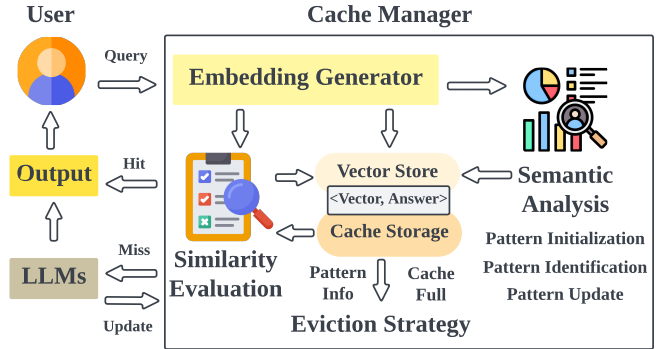 User
Cache Manager
Query
Embedding Generator
Output
Hit
Vector Store
<Vector, Answer>
Cache Storage
Semantic
Analysis
Similarity
Evaluation
Pattern Initialization
Pattern Identification
Pattern Update
Miss
LLMs
Update
Pattern
Info
Cache
Full
Eviction Strategy